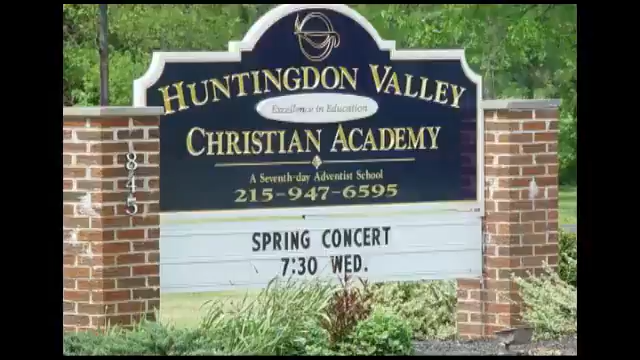 HUNTINGDON VALLEY
Excellence in Education
CHRISTIAN ACADEMY
A Seventh-day Adventist School
215-947-6595
845
SPRING CONCERT
7:30 WED.